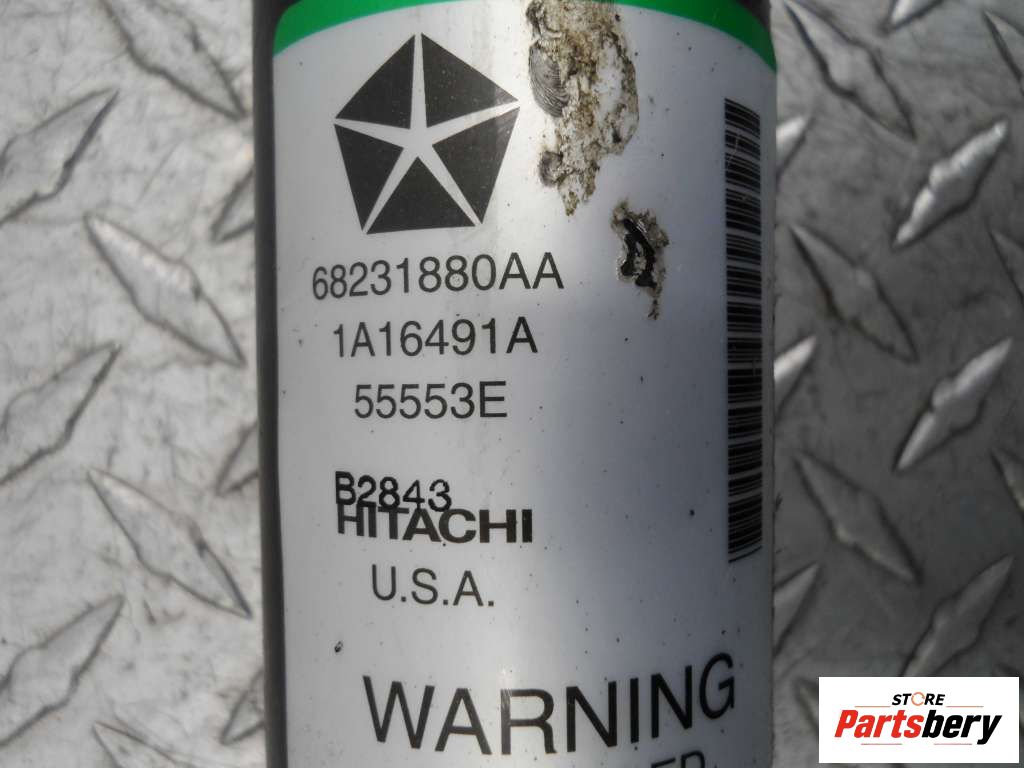 68231880AA
1A16491A
55553E
B2843
HITACHI
U.S.A.
WARNING
STORE
Partsbery